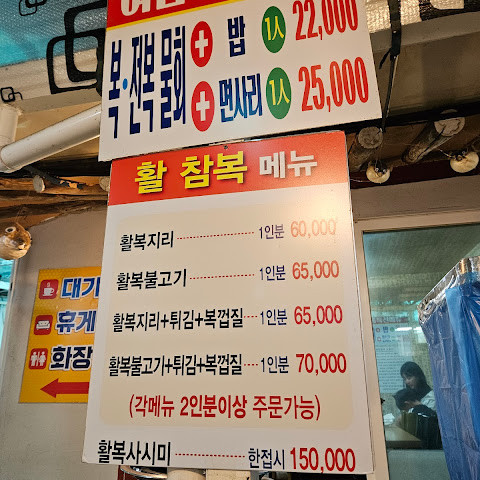 복·전복 물회 + 밥 1人 22,000
+ 면사리 1人 25,000
활 참복 메뉴
활복지리 1인분 60,000
활복불고기 1인분 65,000
활복지리+튀김+복껍질 1인분 65,000
활복불고기+튀김+복껍질 1인분 70,000
(각메뉴 2인분이상 주문가능)
활복사시미 한접시 150,000
대기
휴게
화장